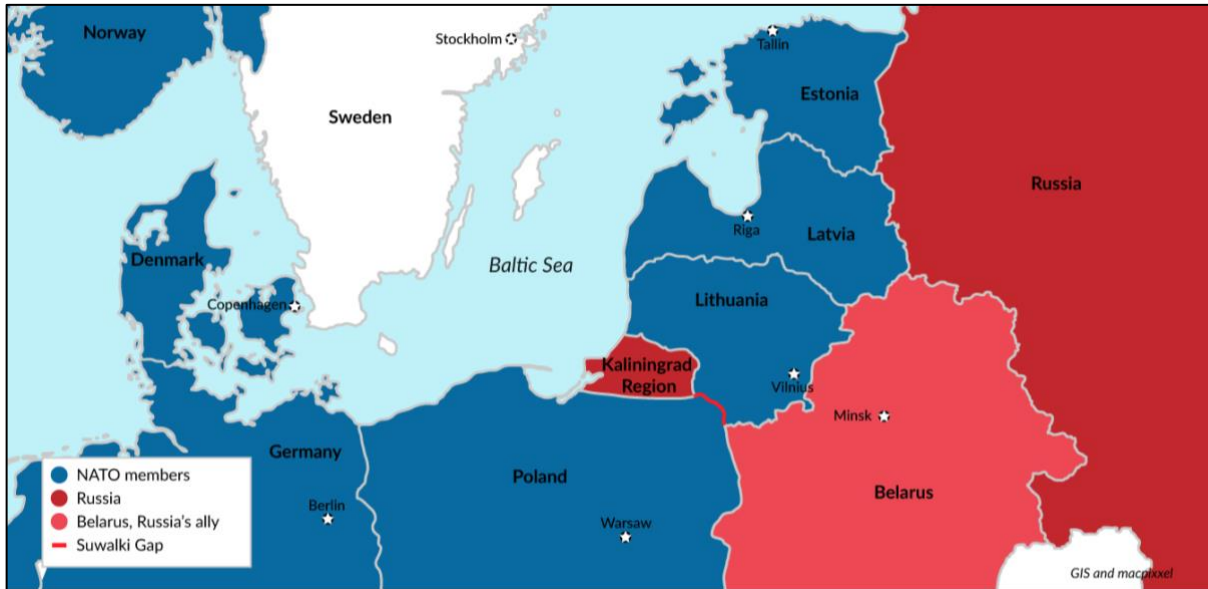 Norway
Stockholm
Tallin
Sweden
Estonia
Russia
Riga
Latvia
Denmark
Baltic Sea
Copenhagen
Lithuania
Kaliningrad
Region
Vilnius
Minsk
Germany
Poland
Belarus
Berlin
Warsaw
NATO members
Russia
Belarus, Russia's ally
Suwalki Gap
GIS and macpixxel